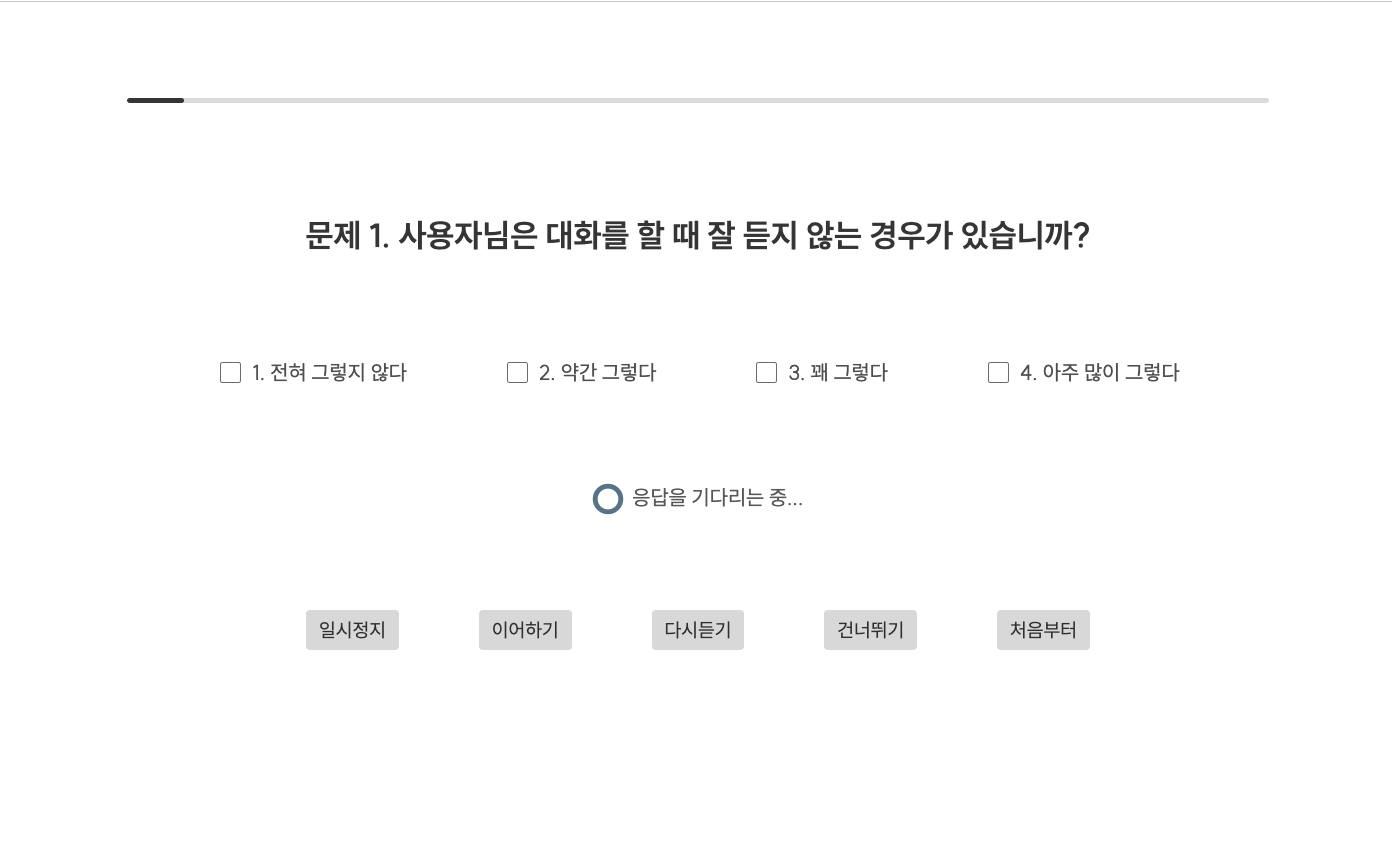 문제 1. 사용자님은 대화를 할 때 잘 듣지 않는 경우가 있습니까?
1. 전혀 그렇지 않다 2. 약간 그렇다 3. 꽤 그렇다 4. 아주 많이 그렇다
응답을 기다리는 중...
일시정지 이어하기 다시듣기 건너뛰기 처음부터